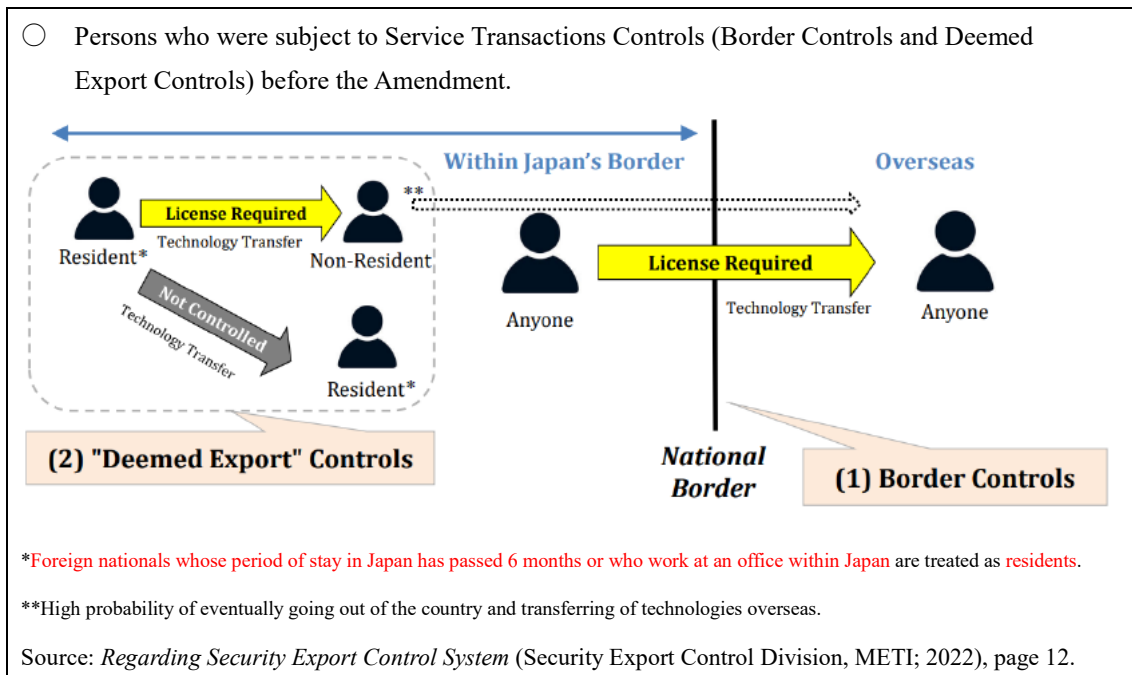 ○ Persons who were subject to Service Transactions Controls (Border Controls and Deemed
Export Controls) before the Amendment.
Within Japan's Border
Overseas
**
License Required
Technology Transfer
Resident*
Non-Resident
Not Controlled
Technology Transfer
Resident*
Anyone
License Required
Technology Transfer
Anyone
(2) "Deemed Export" Controls
National
Border
(1) Border Controls
*Foreign nationals whose period of stay in Japan has passed 6 months or who work at an office within Japan are treated as residents.
**High probability of eventually going out of the country and transferring of technologies overseas.
Source: Regarding Security Export Control System (Security Export Control Division, METI; 2022), page 12.